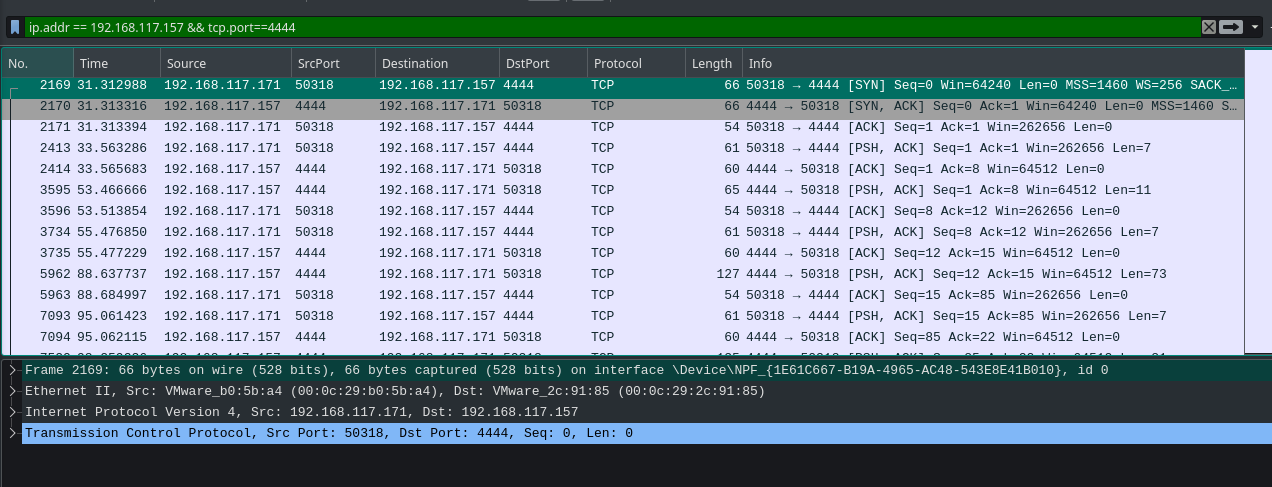 ip.addr == 192.168.117.157 && tcp.port==4444
No. Time Source SrcPort Destination DstPort Protocol Length Info
2169 31.312988 192.168.117.171 50318 192.168.117.157 4444 TCP 66 50318 → 4444 [SYN] Seq=0 Win=64240 Len=0 MSS=1460 WS=256 SACK_…
2170 31.313316 192.168.117.157 4444 192.168.117.171 50318 TCP 66 4444 → 50318 [SYN, ACK] Seq=0 Ack=1 Win=64240 Len=0 MSS=1460 S…
2171 31.313394 192.168.117.171 50318 192.168.117.157 4444 TCP 54 50318 → 4444 [ACK] Seq=1 Ack=1 Win=262656 Len=0
2413 33.563286 192.168.117.171 50318 192.168.117.157 4444 TCP 61 50318 → 4444 [PSH, ACK] Seq=1 Ack=1 Win=262656 Len=7
2414 33.565683 192.168.117.157 4444 192.168.117.171 50318 TCP 60 4444 → 50318 [ACK] Seq=1 Ack=8 Win=64512 Len=0
3595 53.466666 192.168.117.157 4444 192.168.117.171 50318 TCP 65 4444 → 50318 [PSH, ACK] Seq=1 Ack=8 Win=64512 Len=11
3596 53.513854 192.168.117.171 50318 192.168.117.157 4444 TCP 54 50318 → 4444 [ACK] Seq=8 Ack=12 Win=262656 Len=0
3734 55.476850 192.168.117.171 50318 192.168.117.157 4444 TCP 61 50318 → 4444 [PSH, ACK] Seq=8 Ack=12 Win=262656 Len=7
3735 55.477229 192.168.117.157 4444 192.168.117.171 50318 TCP 60 4444 → 50318 [ACK] Seq=12 Ack=15 Win=64512 Len=0
5962 88.637737 192.168.117.157 4444 192.168.117.171 50318 TCP 127 4444 → 50318 [PSH, ACK] Seq=12 Ack=15 Win=64512 Len=73
5963 88.684997 192.168.117.171 50318 192.168.117.157 4444 TCP 54 50318 → 4444 [ACK] Seq=15 Ack=85 Win=262656 Len=0
7093 95.061423 192.168.117.171 50318 192.168.117.157 4444 TCP 61 50318 → 4444 [PSH, ACK] Seq=15 Ack=85 Win=262656 Len=7
7094 95.062115 192.168.117.157 4444 192.168.117.171 50318 TCP 60 4444 → 50318 [ACK] Seq=85 Ack=22 Win=64512 Len=0
Frame 2169: 66 bytes on wire (528 bits), 66 bytes captured (528 bits) on interface \Device\NPF_{1E61C667-B19A-4965-AC48-543E8E41B010}, id 0
Ethernet II, Src: VMware_b0:5b:a4 (00:0c:29:b0:5b:a4), Dst: VMware_2c:91:85 (00:0c:29:2c:91:85)
Internet Protocol Version 4, Src: 192.168.117.171, Dst: 192.168.117.157
Transmission Control Protocol, Src Port: 50318, Dst Port: 4444, Seq: 0, Len: 0